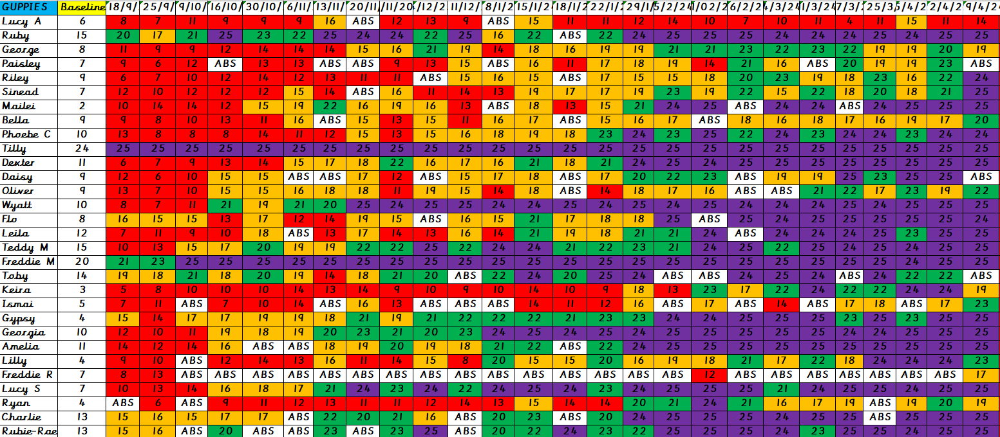 GUPPIES Baseline 18/9/ 25/9/ 9/10/ 16/10/ 30/10/ 6/11/ 13/11/ 20/11/ /11/20 /12/2 11/12/ 8/1/2 15/1/2 18/1/2 22/1/2 29/1/ 5/2/24 1/02/2 6/2/2 4/3/24 1/3/24 7/3/2 25/3/ 5/4/2 2/4/2 9/4/24
Lucy A 6 8 7 11 9 9 9 16 ABS 12 13 9 ABS 15 11 11 12 14 10 7 10 11 4 11 15 11 14
Ruby 15 20 17 21 25 23 22 25 24 24 22 25 16 22 ABS 22 24 25 25 25 25 25 25 25 25 25 25
George 8 11 9 9 12 14 14 14 15 16 21 19 14 18 16 19 19 21 21 23 22 23 22 19 19 20 19
Paisley 7 9 6 12 ABS 13 13 ABS ABS 9 13 15 ABS 16 11 17 18 19 14 21 16 ABS 20 19 19 23 ABS
Riley 9 6 7 10 12 14 12 13 11 11 ABS 15 16 15 ABS 17 15 15 18 20 23 19 18 23 16 22 24
Sinead 7 12 10 12 12 12 15 14 ABS 16 11 14 13 19 17 17 19 23 19 22 15 22 18 20 18 21 25
Mailei 2 10 14 14 12 15 19 22 16 19 16 13 ABS 18 13 15 21 24 25 ABS 24 24 ABS 24 25 25 25
Bella 9 9 8 10 13 11 16 ABS 15 13 15 11 16 17 ABS 15 16 17 ABS 18 16 18 17 16 19 17 20
Phoebe C 10 13 8 8 8 14 11 12 15 13 15 16 18 19 18 23 24 23 25 22 24 23 24 24 23 24 24
Tilly 24 25 25 25 25 25 25 25 25 25 25 25 25 25 25 25 25 25 25 25 25 25 25 25 25 25 25
Dexter 11 6 7 9 13 14 15 17 18 22 16 17 16 21 18 21 24 25 24 25 25 25 25 25 25 25 25
Daisy 9 12 6 10 15 15 ABS ABS 17 12 ABS 15 17 18 ABS 17 20 22 23 ABS 19 19 25 23 25 25 ABS
Oliver 9 13 7 10 15 15 16 18 18 11 19 15 14 18 ABS 14 18 17 16 ABS ABS 21 22 17 23 19 22
Wyatt 10 8 7 11 21 19 21 20 25 24 25 25 24 24 25 25 24 25 25 24 24 24 25 24 25 25 25
Flo 8 16 15 15 13 17 12 14 19 15 ABS 16 15 21 17 18 18 25 ABS 25 24 25 25 25 25 25 24
Leila 12 7 11 9 10 18 ABS 13 17 14 13 16 14 21 19 18 21 21 24 ABS 24 24 24 25 23 25 25
Teddy M 15 10 13 15 17 20 19 19 22 22 25 22 24 24 21 22 23 21 24 25 22 25 24 25 24 25 25
Freddie M 20 21 23 25 25 25 25 25 25 25 25 25 25 25 25 25 25 25 25 25 25 25 25 25 24 25 25
Toby 14 19 18 21 18 20 19 14 18 21 20 ABS 22 24 20 25 24 ABS ABS 25 24 25 ABS 24 22 22 ABS
Keira 3 5 8 10 10 10 14 13 14 9 10 9 10 14 10 9 18 13 23 17 22 24 22 22 24 24 19
Ismai 5 7 11 ABS 7 10 14 ABS 16 13 ABS ABS ABS 14 11 12 16 ABS 17 ABS 14 ABS 17 18 ABS 17 23
Gypsy 4 15 14 17 17 19 19 18 21 19 21 22 22 22 21 23 23 24 24 25 25 25 23 25 23 25 25
Georgia 10 12 10 11 19 18 19 20 23 21 20 23 24 25 24 25 24 25 25 25 25 25 24 24 25 25 25
Amelia 11 14 12 14 16 ABS ABS 18 19 20 19 18 21 22 ABS 22 24 25 25 25 25 25 25 25 25 25 25
Lilly 4 9 10 ABS 12 14 13 16 11 14 15 8 20 15 15 20 16 19 18 21 17 22 18 24 24 24 23
Freddie R 7 8 13 ABS ABS ABS ABS ABS ABS ABS ABS ABS ABS ABS ABS ABS ABS ABS 12 ABS ABS ABS ABS ABS ABS ABS 17
Lucy S 7 10 13 14 16 18 17 21 24 23 24 22 24 25 24 23 24 25 25 25 21 24 25 25 24 25 25
Ryan 4 ABS 6 ABS 9 11 12 13 11 11 12 14 13 15 14 14 20 21 24 21 16 17 19 ABS 19 20 19
Charlie 13 15 16 15 17 17 ABS 22 20 21 16 ABS 20 23 ABS 20 24 25 25 25 24 25 25 ABS 25 25 25
Rubie-Rae 13 15 16 ABS 20 ABS ABS 23 ABS 23 25 ABS 20 22 24 23 22 25 25 25 24 23 25 25 24 25 25